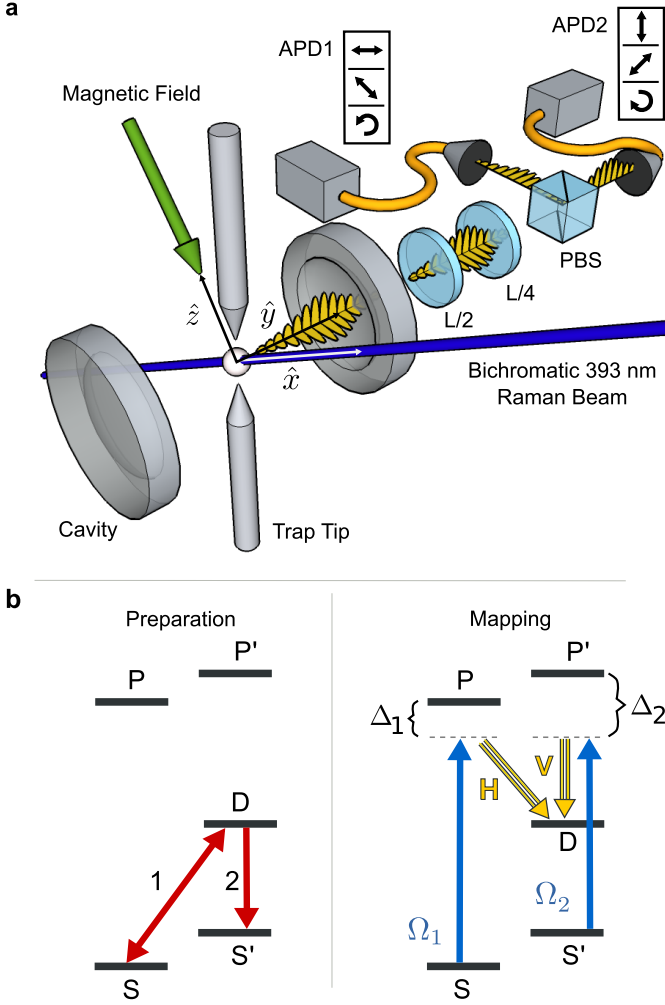 a
APD1
APD2
Magnetic Field
PBS
L/4
L/2
ẑ
ŷ
x̂
Bichromatic 393 nm
Raman Beam
Cavity
Trap Tip
b
Preparation
Mapping
P
P'
D
1
2
S'
S
P
P'
Δ₁
Δ₂
H
V
D
Ω₁
Ω₂
S
S'